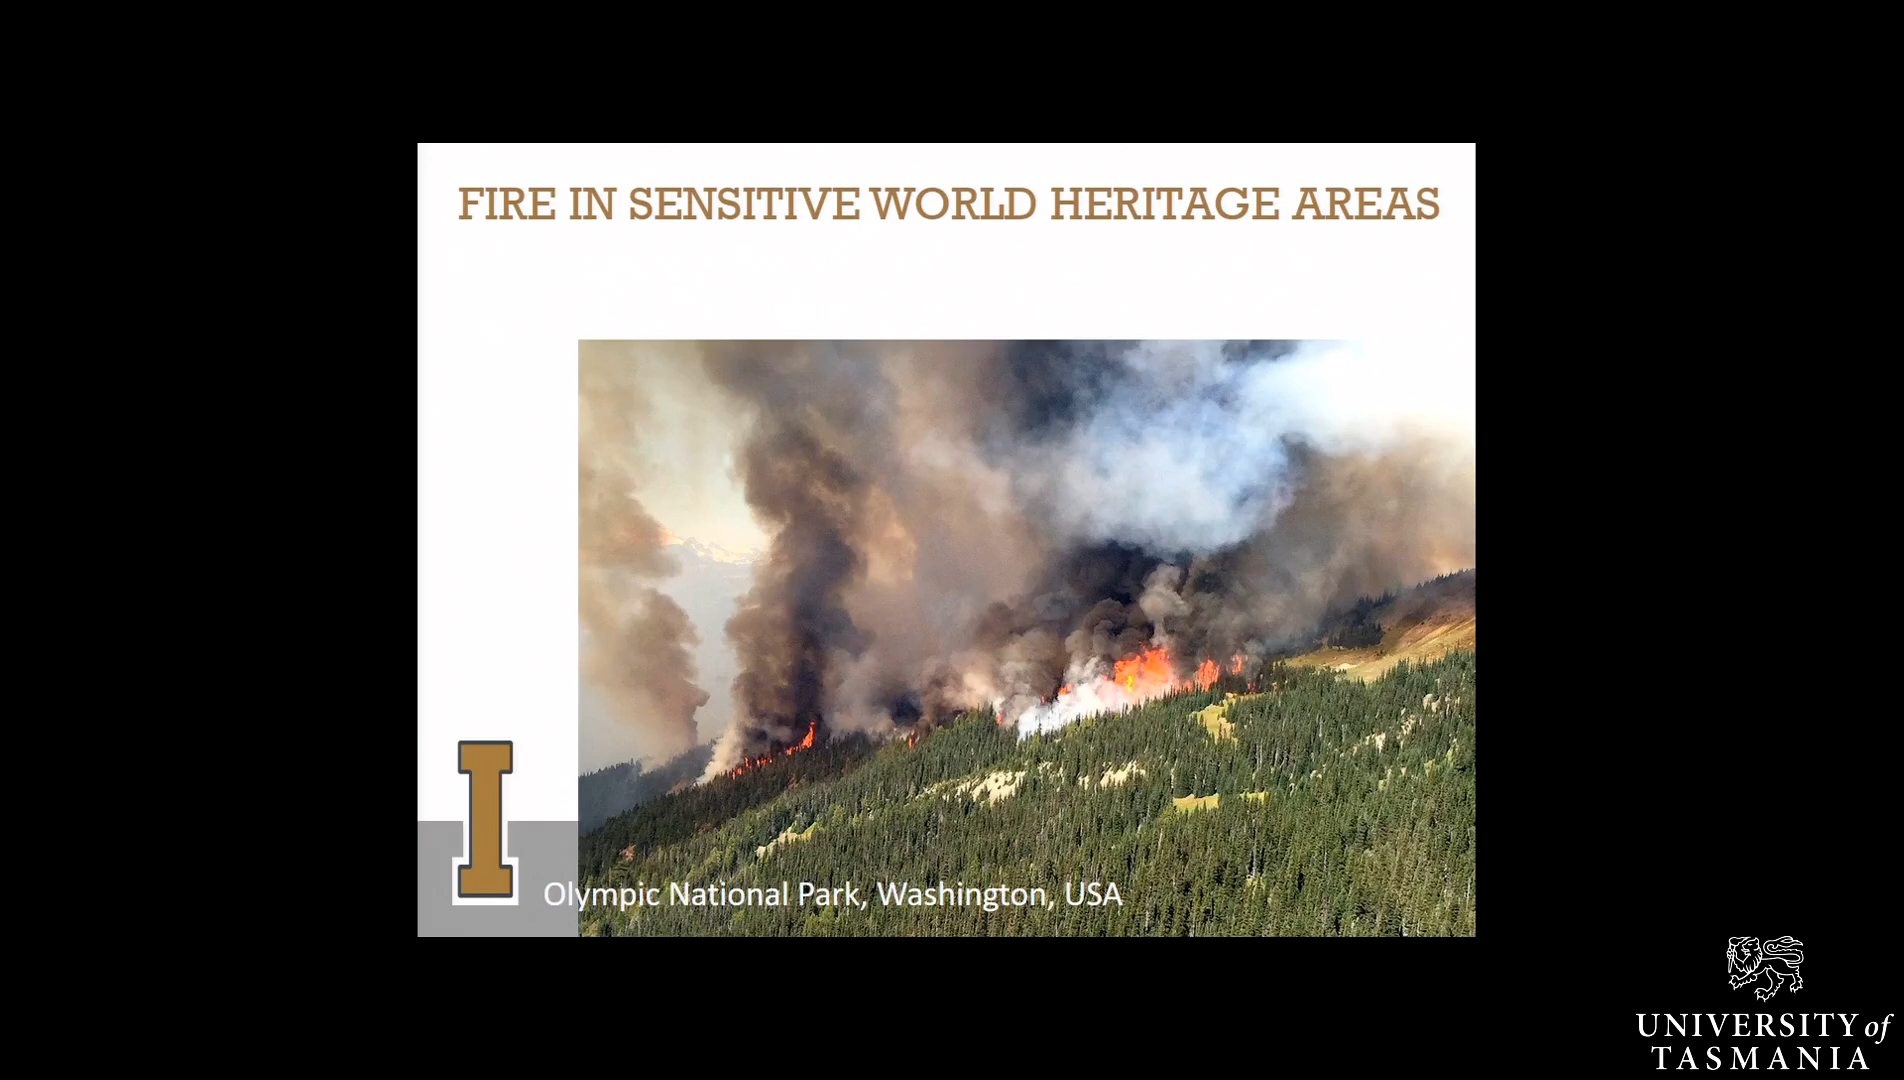 FIRE IN SENSITIVE WORLD HERITAGE AREAS
I
Olympic National Park, Washington, USA
UNIVERSITY of
TASMANIA